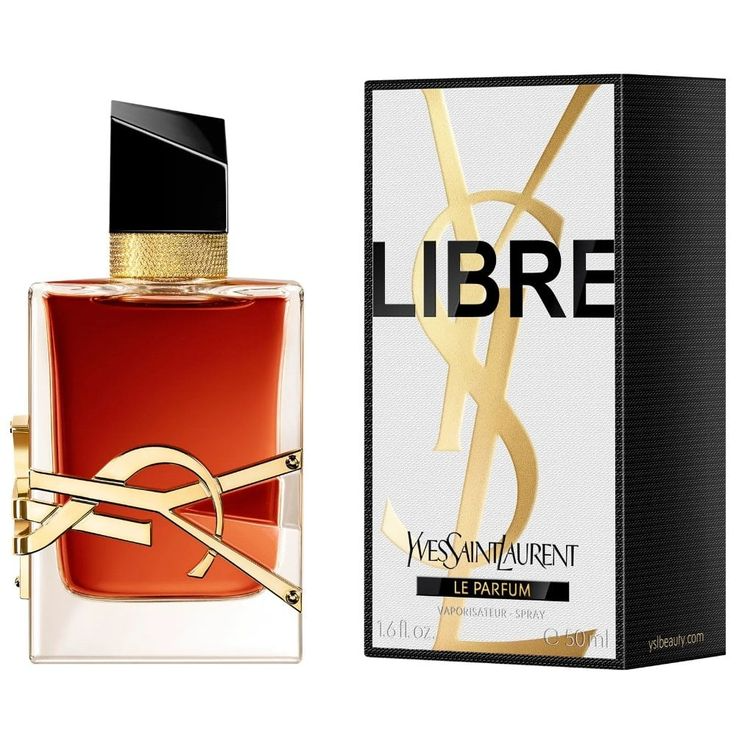 LIBRE
YVESSAINTLAURENT
LE PARFUM
VAPORISATEUR - SPRAY
1.6 fl. oz. ℮ 50 ml
yslbeauty.com